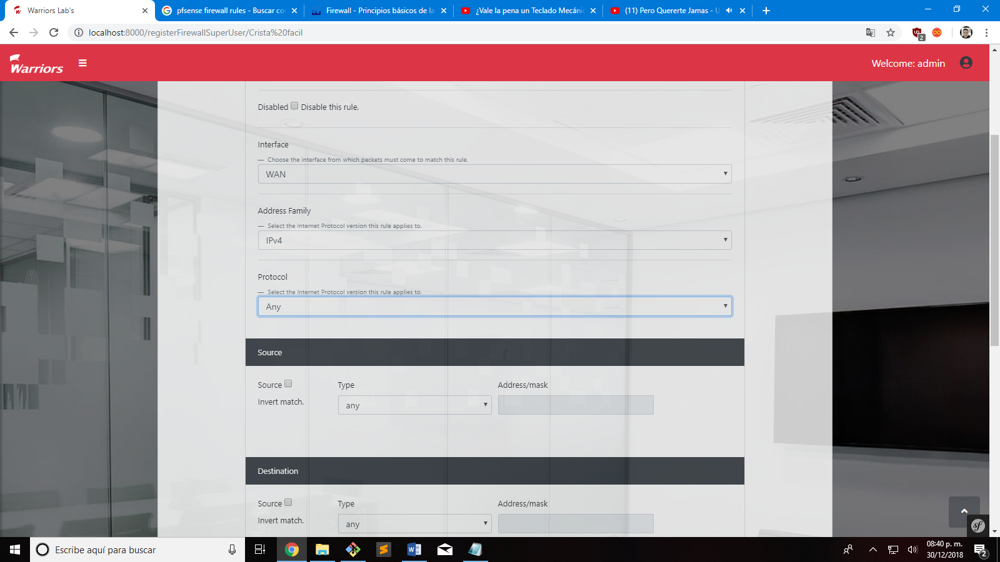 Warriors Lab's
pfsense firewall rules - Buscar co
Firewall - Principios básicos de la
¿Vale la pena un Teclado Mecánic
(11) Pero Quererte Jamas - U
localhost:8000/registerFirewallSuperUser/Crista%20facil
2
Warriors
Welcome: admin
Disabled Disable this rule.
Interface
— Choose the interface from which packets must come to match this rule.
WAN
Address Family
— Select the Internet Protocol version this rule applies to.
IPv4
Protocol
— Select the Internet Protocol version this rule applies to.
Any
Source
Source Type Address/mask
Invert match. any
Destination
Source Type Address/mask
Invert match. any
sf
Escribe aquí para buscar
08:40 p. m.
30/12/2018
2